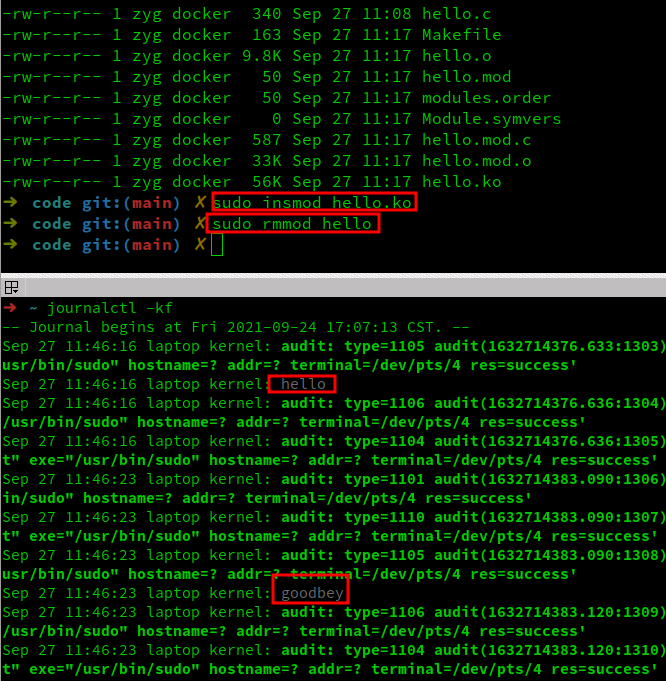 -rw-r--r-- 1 zyg docker  340 Sep 27 11:08 hello.c
-rw-r--r-- 1 zyg docker  163 Sep 27 11:17 Makefile
-rw-r--r-- 1 zyg docker 9.8K Sep 27 11:17 hello.o
-rw-r--r-- 1 zyg docker   50 Sep 27 11:17 hello.mod
-rw-r--r-- 1 zyg docker   50 Sep 27 11:17 modules.order
-rw-r--r-- 1 zyg docker    0 Sep 27 11:17 Module.symvers
-rw-r--r-- 1 zyg docker  587 Sep 27 11:17 hello.mod.c
-rw-r--r-- 1 zyg docker  33K Sep 27 11:17 hello.mod.o
-rw-r--r-- 1 zyg docker  56K Sep 27 11:17 hello.ko
➜  code git:(main) ✗ sudo insmod hello.ko
➜  code git:(main) ✗ sudo rmmod hello
➜  code git:(main) ✗
➜  ~ journalctl -kf
-- Journal begins at Fri 2021-09-24 17:07:13 CST. --
Sep 27 11:46:16 laptop kernel: audit: type=1105 audit(1632714376.633:1303)
usr/bin/sudo" hostname=? addr=? terminal=/dev/pts/4 res=success'
Sep 27 11:46:16 laptop kernel: hello
Sep 27 11:46:16 laptop kernel: audit: type=1106 audit(1632714376.636:1304)
/usr/bin/sudo" hostname=? addr=? terminal=/dev/pts/4 res=success'
Sep 27 11:46:16 laptop kernel: audit: type=1104 audit(1632714376.636:1305)
t" exe="/usr/bin/sudo" hostname=? addr=? terminal=/dev/pts/4 res=success'
Sep 27 11:46:23 laptop kernel: audit: type=1101 audit(1632714383.090:1306)
in/sudo" hostname=? addr=? terminal=/dev/pts/4 res=success'
Sep 27 11:46:23 laptop kernel: audit: type=1110 audit(1632714383.090:1307)
t" exe="/usr/bin/sudo" hostname=? addr=? terminal=/dev/pts/4 res=success'
Sep 27 11:46:23 laptop kernel: audit: type=1105 audit(1632714383.090:1308)
usr/bin/sudo" hostname=? addr=? terminal=/dev/pts/4 res=success'
Sep 27 11:46:23 laptop kernel: goodbey
Sep 27 11:46:23 laptop kernel: audit: type=1106 audit(1632714383.120:1309)
/usr/bin/sudo" hostname=? addr=? terminal=/dev/pts/4 res=success'
Sep 27 11:46:23 laptop kernel: audit: type=1104 audit(1632714383.120:1310)
t" exe="/usr/bin/sudo" hostname=? addr=? terminal=/dev/pts/4 res=success'